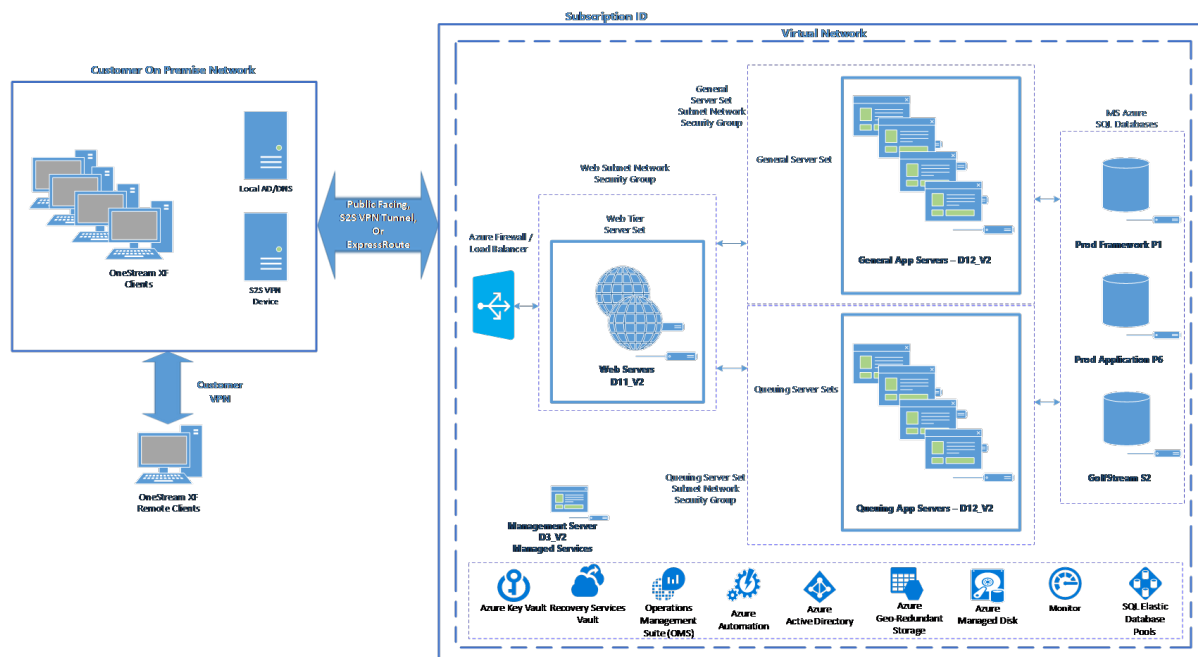 Subscription ID
Virtual Network
Customer On Premise Network
Local AD/DNS
OneStream XF
Clients
S2S VPN
Device
Public Facing,
S2S VPN Tunnel,
Or
ExpressRoute
Customer
VPN
OneStream XF
Remote Clients
Azure Firewall /
Load Balancer
Web Subnet Network
Security Group
Web Tier
Server Set
Web Servers
D11_V2
General
Server Set
Subnet Network
Security Group
General Server Set
General App Servers – D12_V2
Queuing Server Sets
Queuing Server Set
Subnet Network
Security Group
Queuing App Servers – D12_V2
MS Azure
SQL Databases
Prod Framework P1
Prod Application P6
GolfStream S2
Management Server
D3_V2
Managed Services
Azure Key Vault
Recovery Services
Vault
Operations
Management
Suite (OMS)
Azure
Automation
Azure
Active Directory
Azure
Geo-Redundant
Storage
Azure
Managed Disk
Monitor
SQL Elastic
Database
Pools